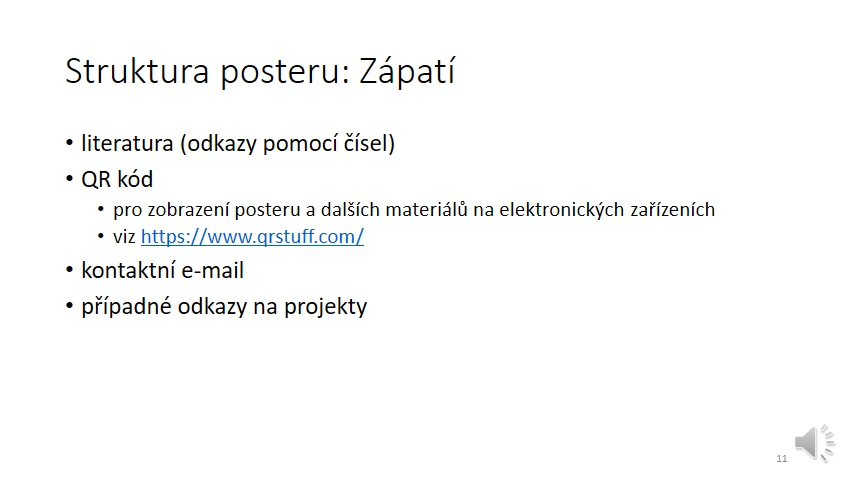 Struktura posteru: Zápatí
• literatura (odkazy pomocí čísel)
• QR kód
• pro zobrazení posteru a dalších materiálů na elektronických zařízeních
• viz https://www.qrstuff.com/
• kontaktní e-mail
• případné odkazy na projekty
11